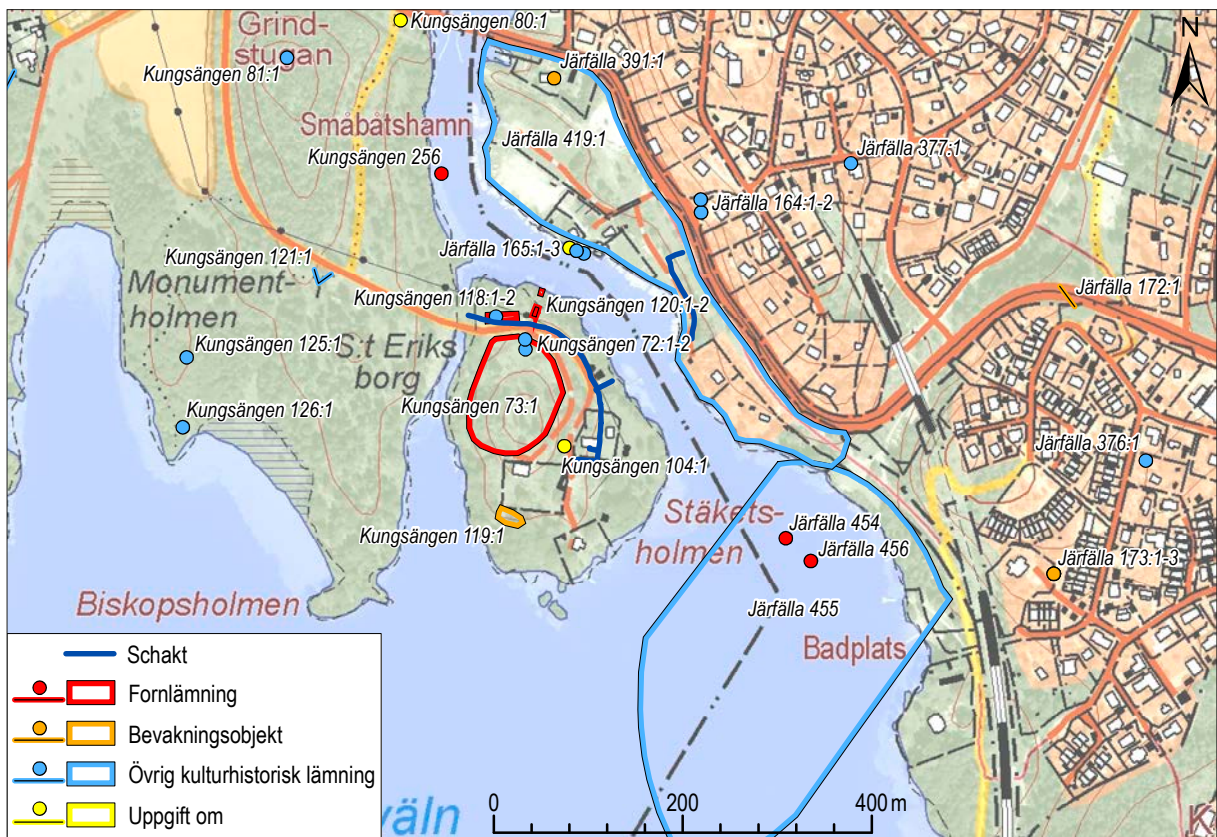 Grind-
stugan
Kungsängen 80:1
N
Järfälla 391:1
Kungsängen 81:1
Småbåtshamn
Järfälla 419:1
Järfälla 377:1
Kungsängen 256
Järfälla 164:1-2
Järfälla 165:1-3
Kungsängen 121:1
Monument-
holmen
Kungsängen 118:1-2
Kungsängen 120:1-2
Järfälla 172:1
Kungsängen 125:1
S:t Eriks
borg
Kungsängen 72:1-2
Kungsängen 73:1
Kungsängen 126:1
Kungsängen 104:1
Järfälla 376:1
Stäkets-
holmen
Järfälla 454
Kungsängen 119:1
Järfälla 456
Järfälla 173:1-3
Biskopsholmen
Järfälla 455
Badplats
Schakt
Fornlämning
Bevakningsobjekt
Övrig kulturhistorisk lämning
Uppgift om
väln
0
200
400 m
K